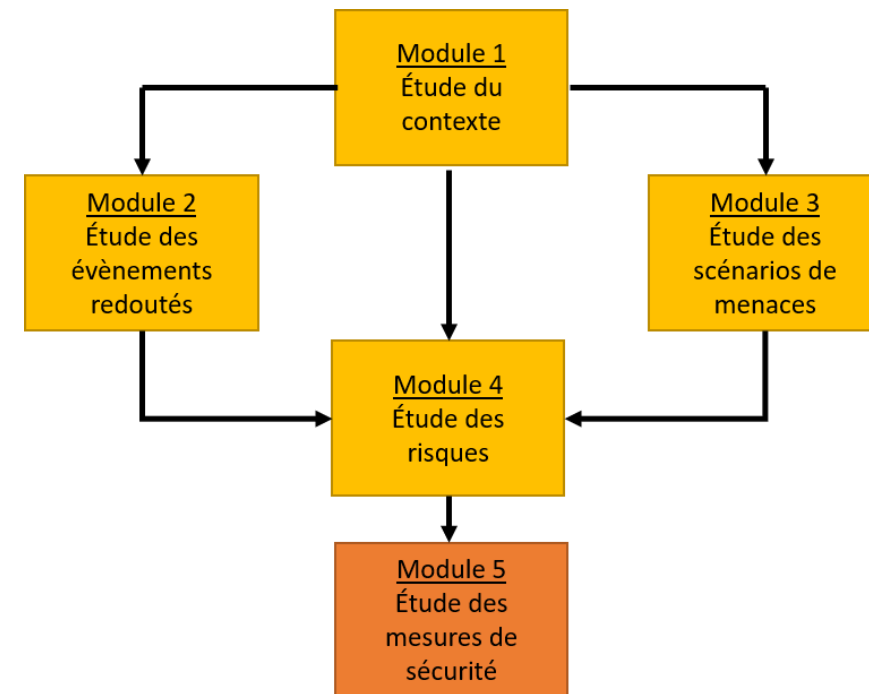 Module 1
Étude du
contexte
Module 2
Étude des
évènements
redoutés
Module 3
Étude des
scénarios de
menaces
Module 4
Étude des
risques
Module 5
Étude des
mesures de
sécurité